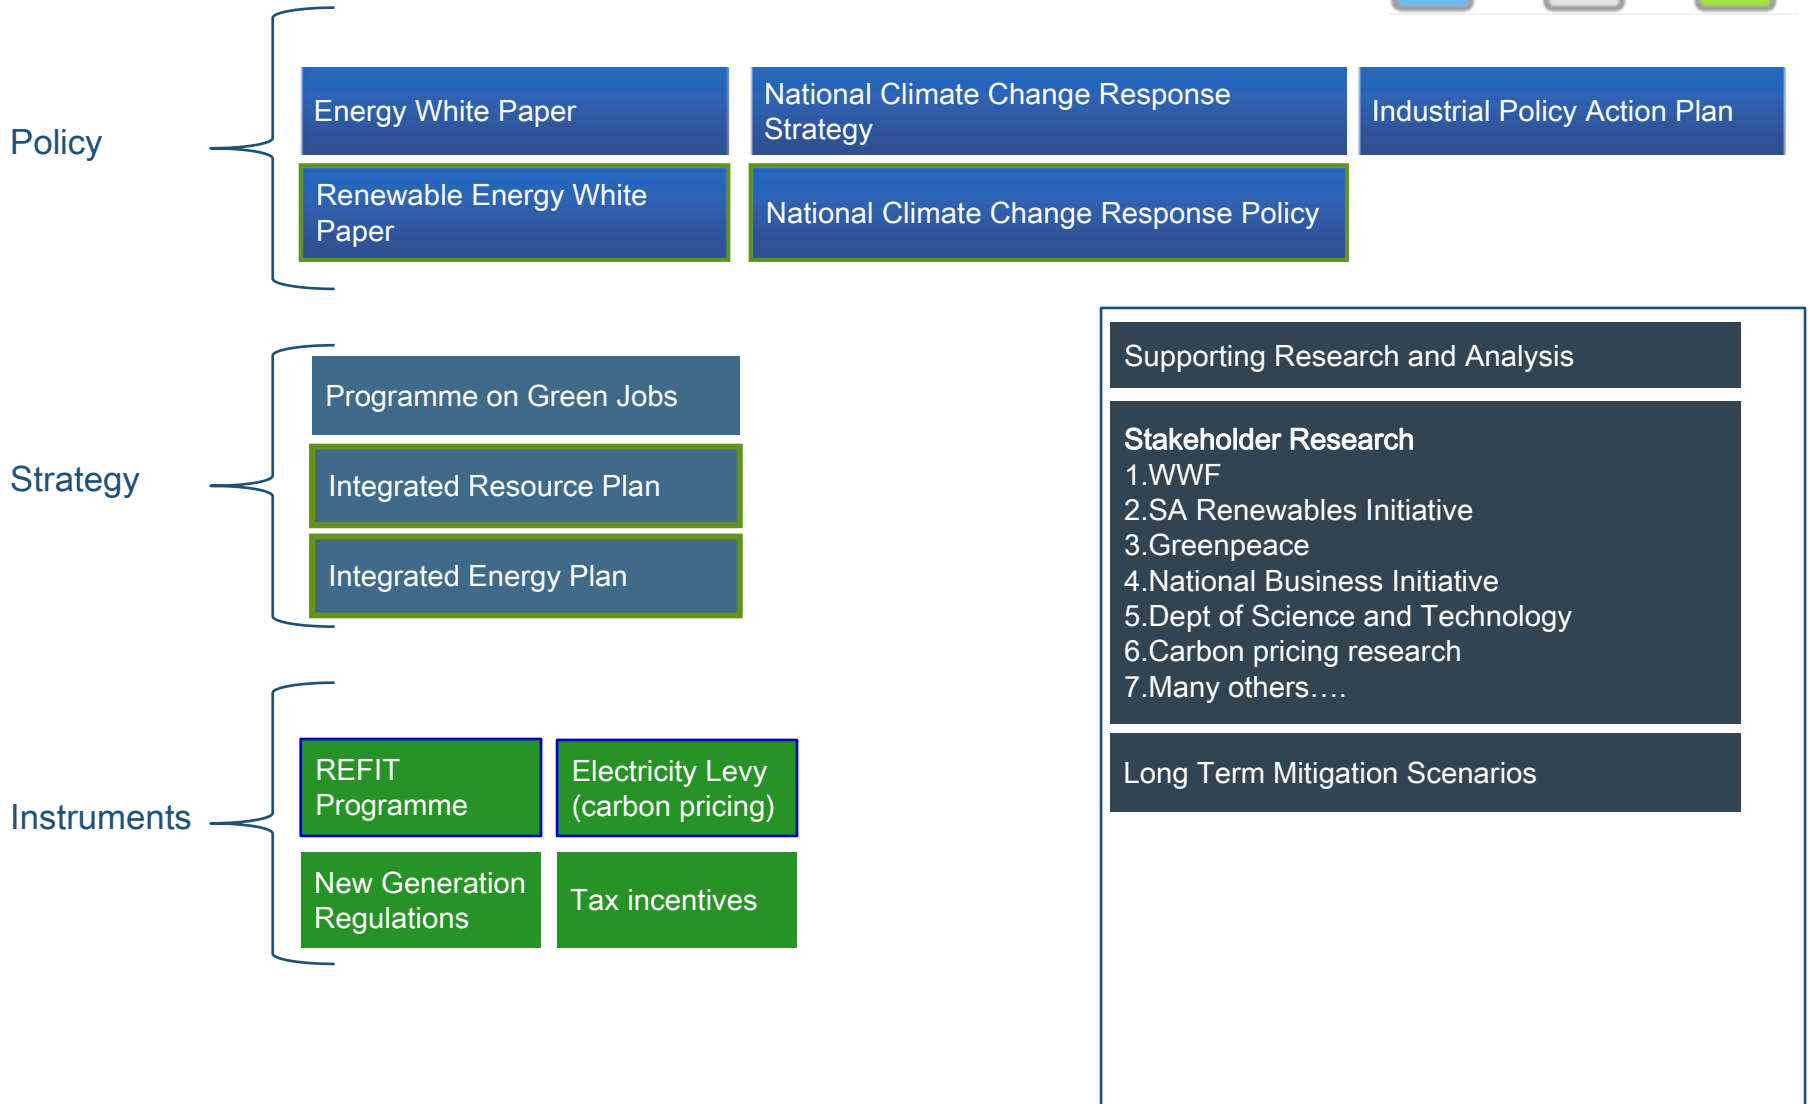 Policy
Energy White Paper
National Climate Change Response
Strategy
Industrial Policy Action Plan
Renewable Energy White
Paper
National Climate Change Response Policy
Strategy
Programme on Green Jobs
Integrated Resource Plan
Integrated Energy Plan
Instruments
REFIT
Programme
Electricity Levy
(carbon pricing)
New Generation
Regulations
Tax incentives
Supporting Research and Analysis
Stakeholder Research
1.WWF
2.SA Renewables Initiative
3.Greenpeace
4.National Business Initiative
5.Dept of Science and Technology
6.Carbon pricing research
7.Many others….
Long Term Mitigation Scenarios